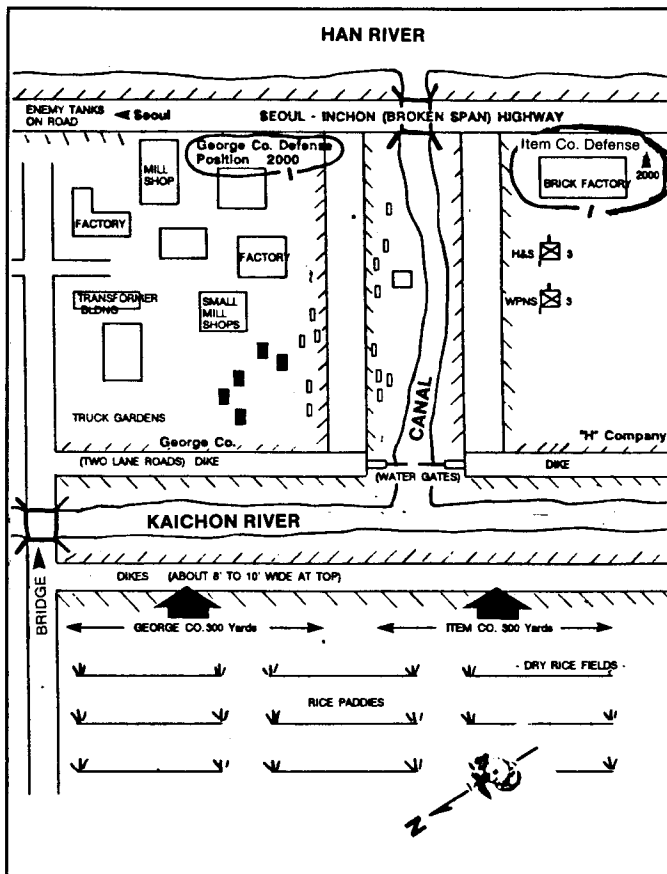 HAN RIVER
ENEMY TANKS
ON ROAD
Seoul
SEOUL - INCHON (BROKEN SPAN) HIGHWAY
George Co. Defense
Position 2000
Item Co. Defense
2000
BRICK FACTORY
MILL
SHOP
FACTORY
FACTORY
H&S 3
WPNS 3
TRANSFORMER
BLDNG
SMALL
MILL
SHOPS
CANAL
TRUCK GARDENS
George Co.
"H" Company
(TWO LANE ROADS) DIKE
(WATER GATES)
DIKE
KAICHON RIVER
BRIDGE
DIKES (ABOUT 8' TO 10' WIDE AT TOP)
GEORGE CO. 300 Yards
ITEM CO. 300 Yards
- DRY RICE FIELDS -
RICE PADDIES
N